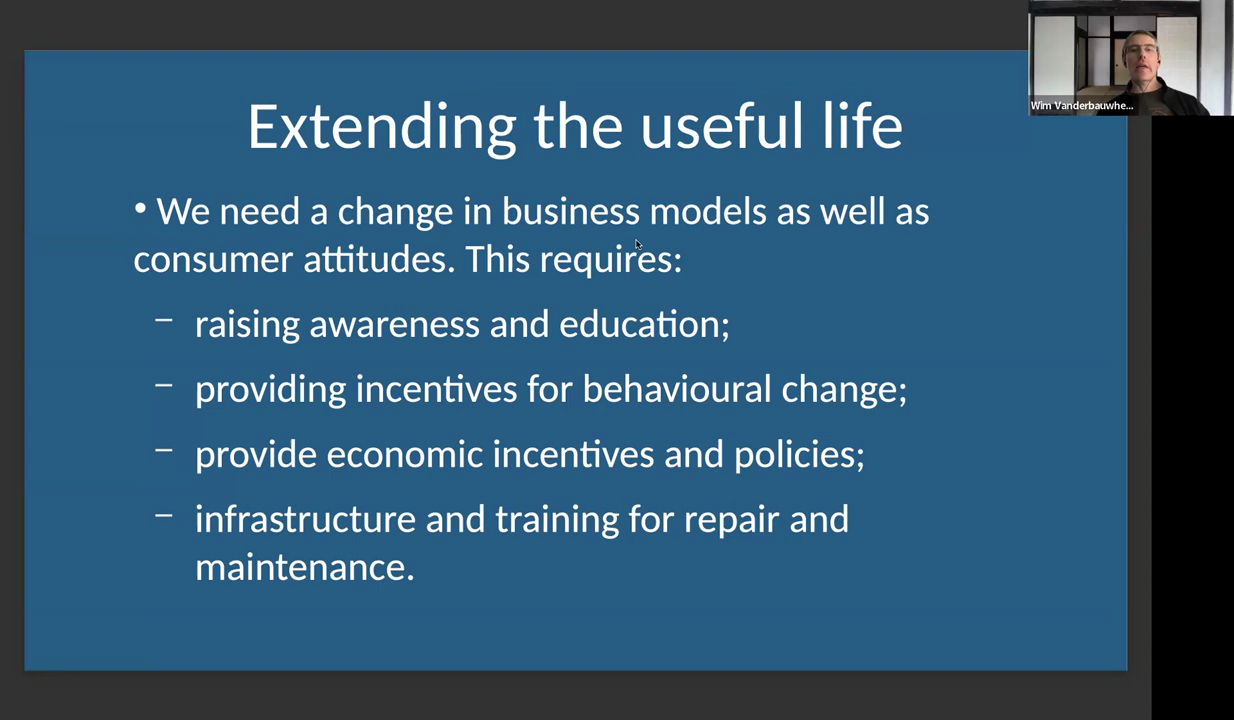 Extending the useful life
• We need a change in business models as well as
consumer attitudes. This requires:
– raising awareness and education;
– providing incentives for behavioural change;
– provide economic incentives and policies;
– infrastructure and training for repair and
maintenance.
Wim Vanderbauwhe...